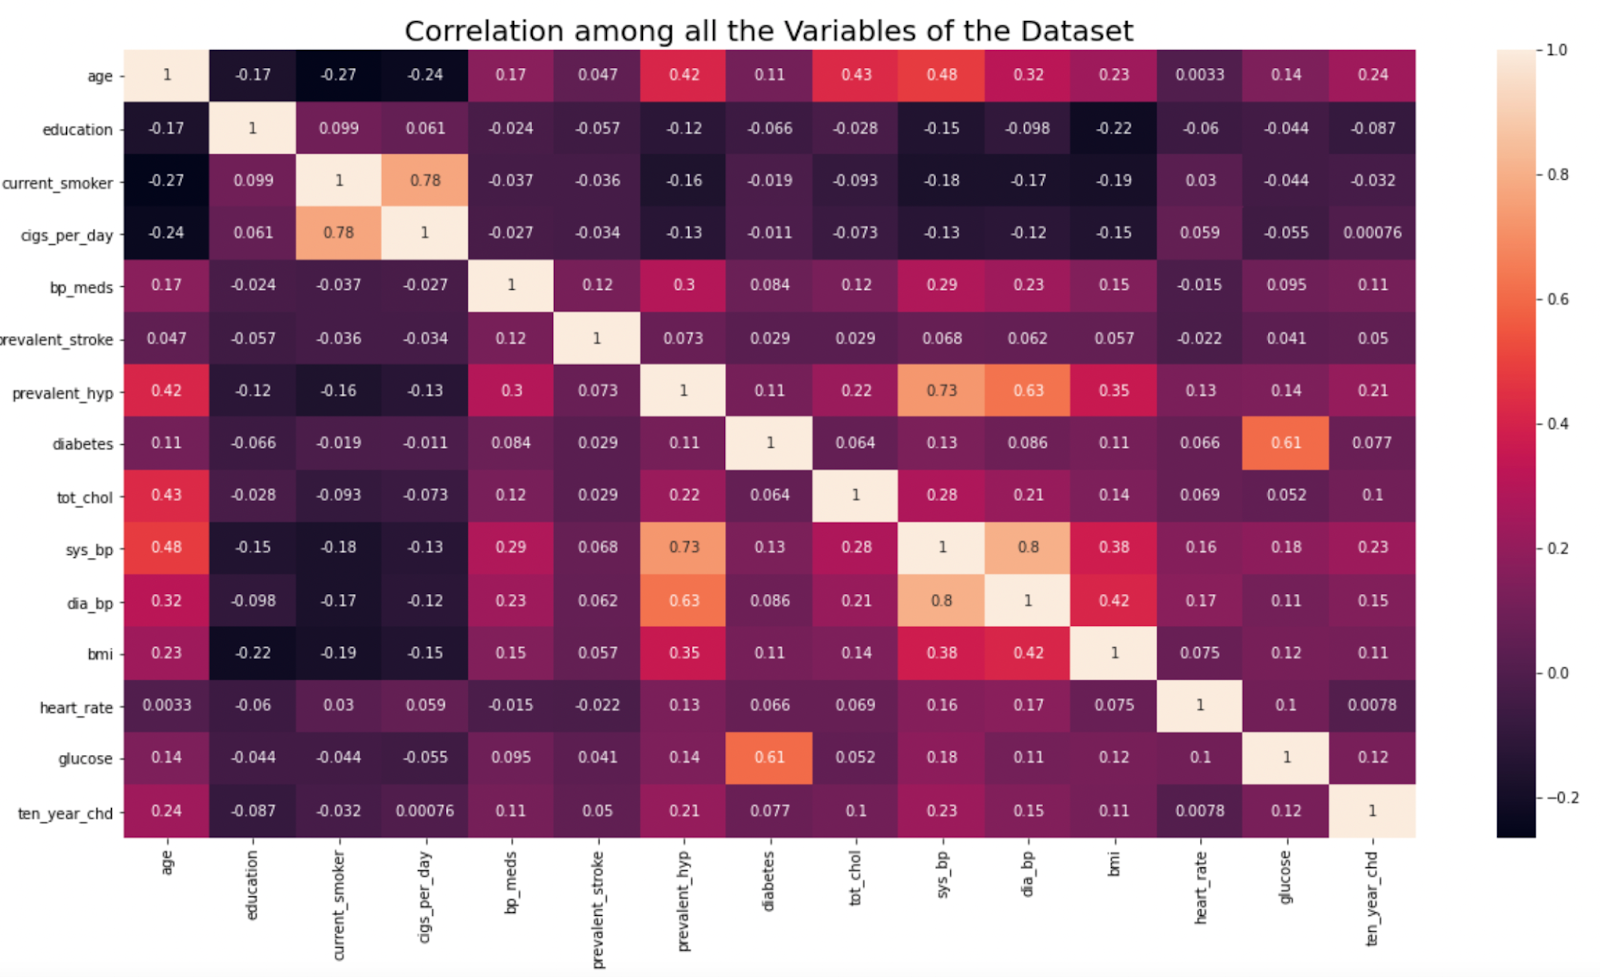 Correlation among all the Variables of the Dataset
age 1 -0.17 -0.27 -0.24 0.17 0.047 0.42 0.11 0.43 0.48 0.32 0.23 0.0033 0.14 0.24
education -0.17 1 0.099 0.061 -0.024 -0.057 -0.12 -0.066 -0.028 -0.15 -0.098 -0.22 -0.06 -0.044 -0.087
current_smoker -0.27 0.099 1 0.78 -0.037 -0.036 -0.16 -0.019 -0.093 -0.18 -0.17 -0.19 0.03 -0.044 -0.032
cigs_per_day -0.24 0.061 0.78 1 -0.027 -0.034 -0.13 -0.011 -0.073 -0.13 -0.12 -0.15 0.059 -0.055 0.00076
bp_meds 0.17 -0.024 -0.037 -0.027 1 0.12 0.3 0.084 0.12 0.29 0.23 0.15 -0.015 0.095 0.11
prevalent_stroke 0.047 -0.057 -0.036 -0.034 0.12 1 0.073 0.029 0.029 0.068 0.062 0.057 -0.022 0.041 0.05
prevalent_hyp 0.42 -0.12 -0.16 -0.13 0.3 0.073 1 0.11 0.22 0.73 0.63 0.35 0.13 0.14 0.21
diabetes 0.11 -0.066 -0.019 -0.011 0.084 0.029 0.11 1 0.064 0.13 0.086 0.11 0.066 0.61 0.077
tot_chol 0.43 -0.028 -0.093 -0.073 0.12 0.029 0.22 0.064 1 0.28 0.21 0.14 0.069 0.052 0.1
sys_bp 0.48 -0.15 -0.18 -0.13 0.29 0.068 0.73 0.13 0.28 1 0.8 0.38 0.16 0.18 0.23
dia_bp 0.32 -0.098 -0.17 -0.12 0.23 0.062 0.63 0.086 0.21 0.8 1 0.42 0.17 0.11 0.15
bmi 0.23 -0.22 -0.19 -0.15 0.15 0.057 0.35 0.11 0.14 0.38 0.42 1 0.075 0.12 0.11
heart_rate 0.0033 -0.06 0.03 0.059 -0.015 -0.022 0.13 0.066 0.069 0.16 0.17 0.075 1 0.1 0.0078
glucose 0.14 -0.044 -0.044 -0.055 0.095 0.041 0.14 0.61 0.052 0.18 0.11 0.12 0.1 1 0.12
ten_year_chd 0.24 -0.087 -0.032 0.00076 0.11 0.05 0.21 0.077 0.1 0.23 0.15 0.11 0.0078 0.12 1
age education current_smoker cigs_per_day bp_meds prevalent_stroke prevalent_hyp diabetes tot_chol sys_bp dia_bp bmi heart_rate glucose ten_year_chd
1.0
0.8
0.6
0.4
0.2
0.0
−0.2